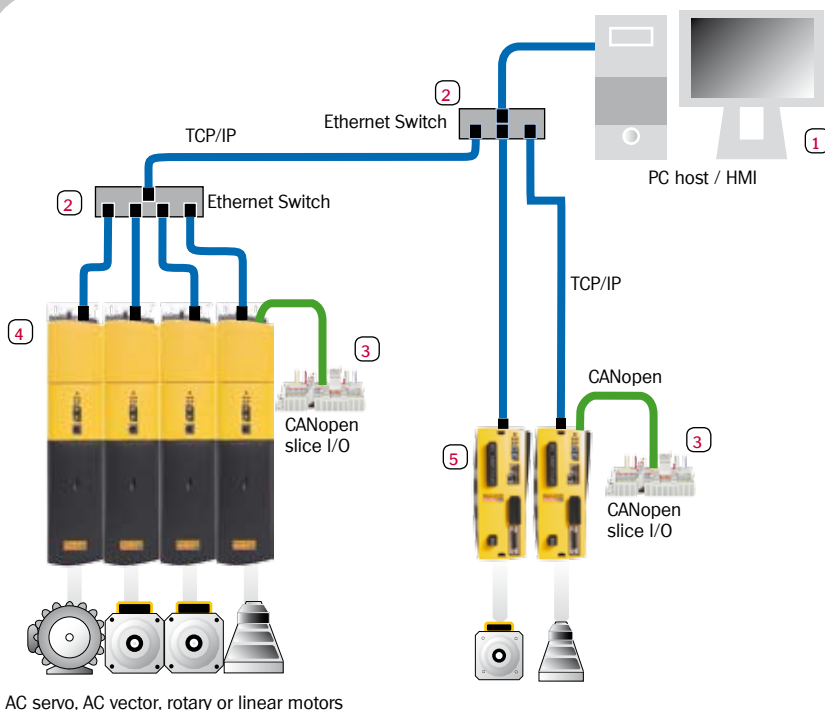 2
Ethernet Switch
TCP/IP
1
PC host / HMI
2
Ethernet Switch
TCP/IP
4
3
CANopen
slice I/O
CANopen
5
3
CANopen
slice I/O
AC servo, AC vector, rotary or linear motors